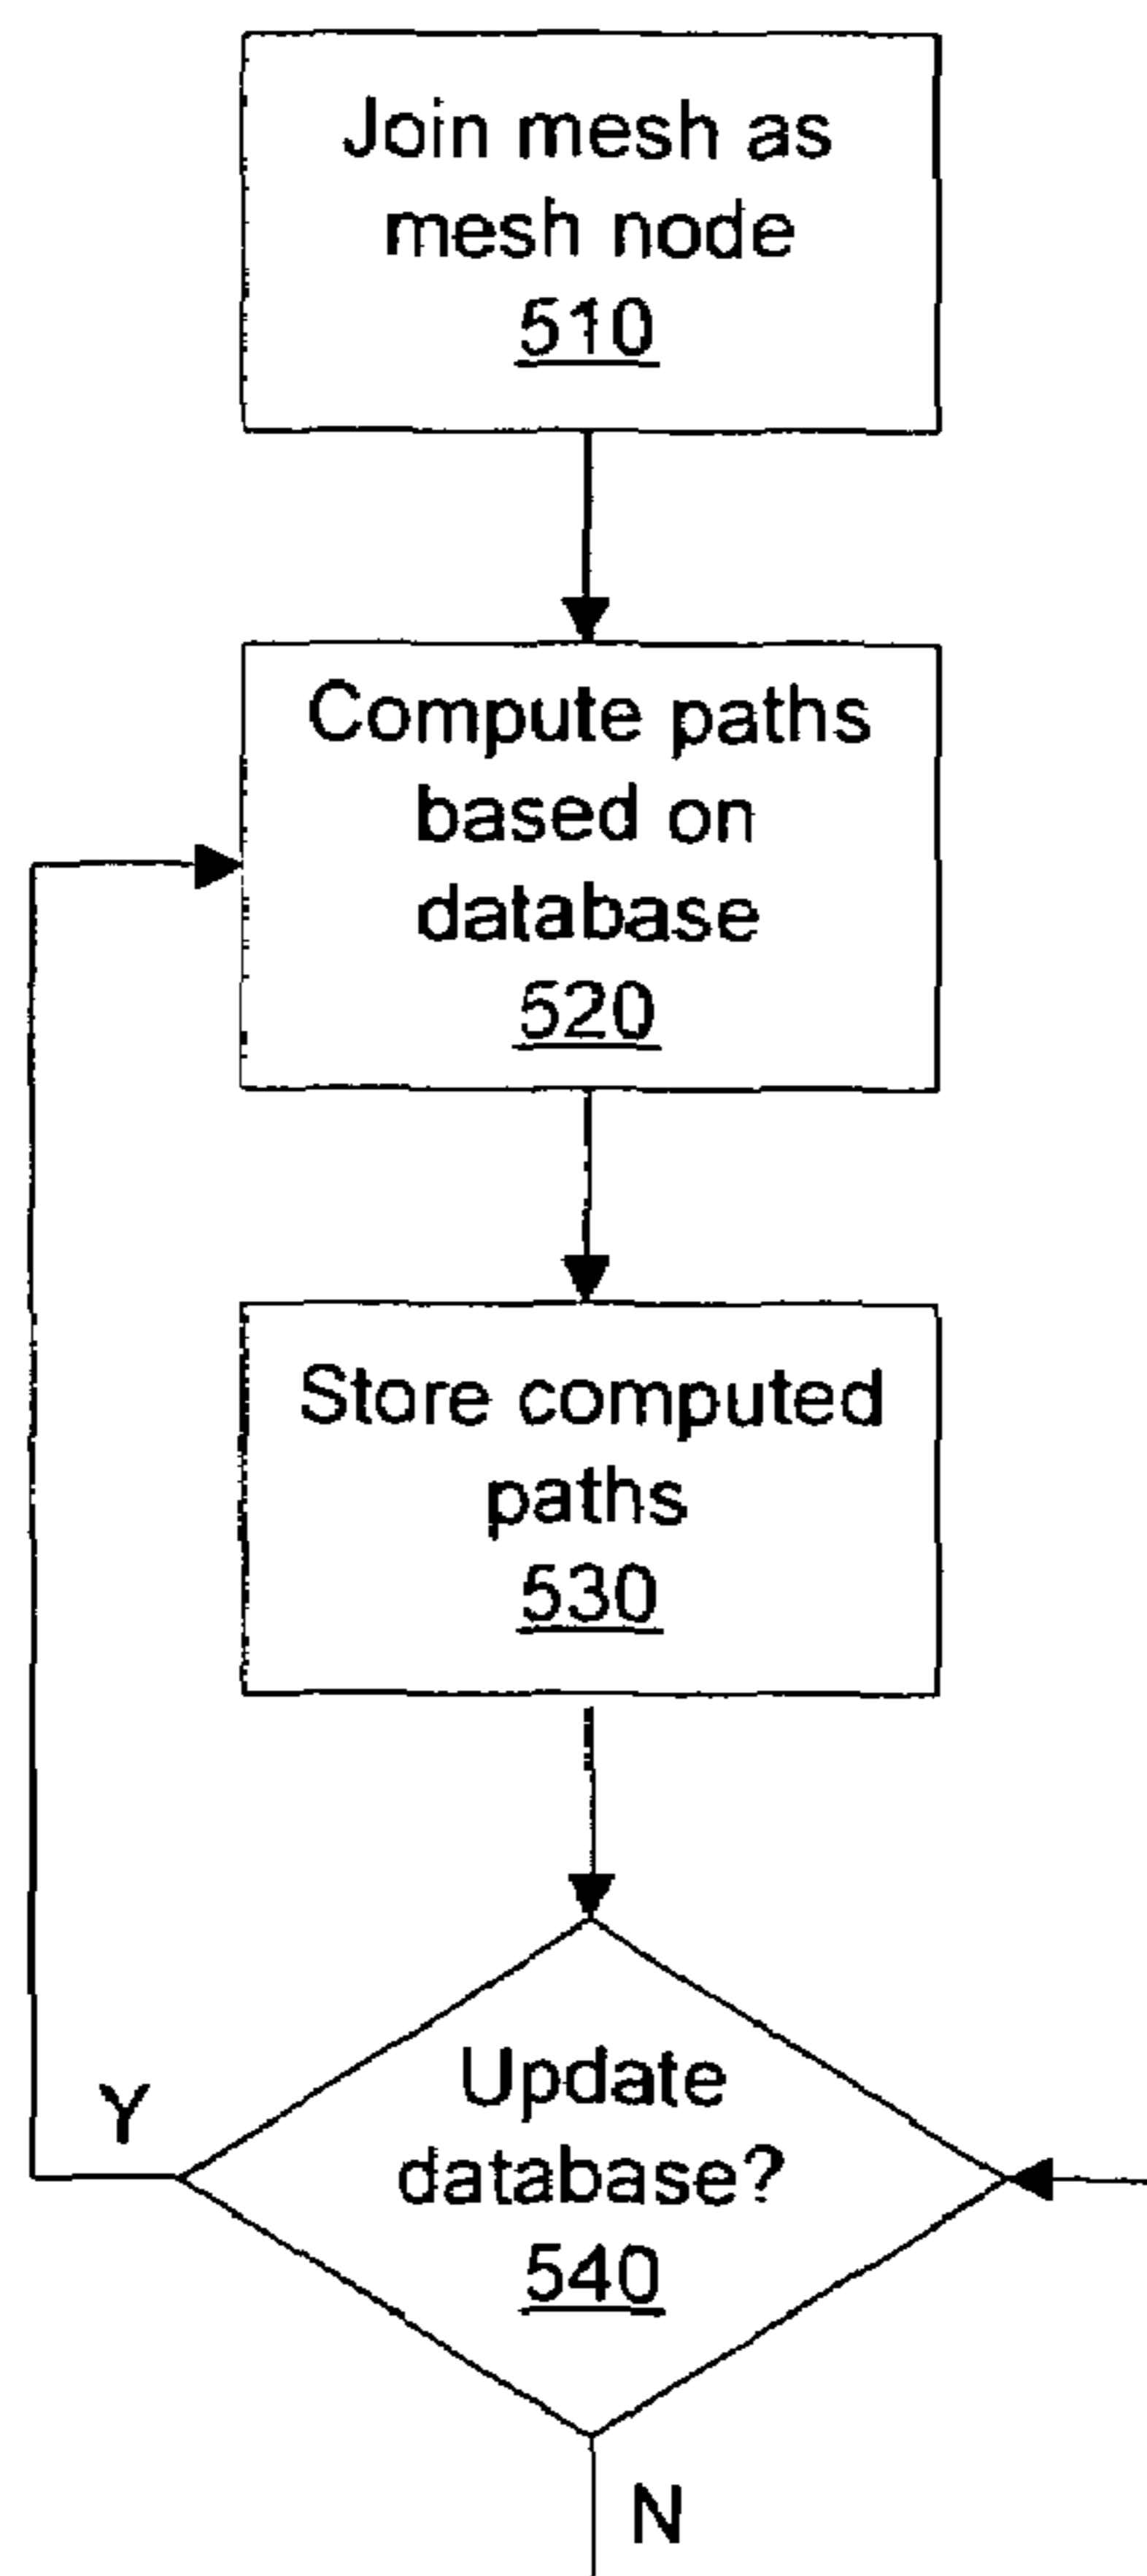 Join mesh as
mesh node
510
Compute paths
based on
database
520
Store computed
paths
530
Update
database?
540
Y
N